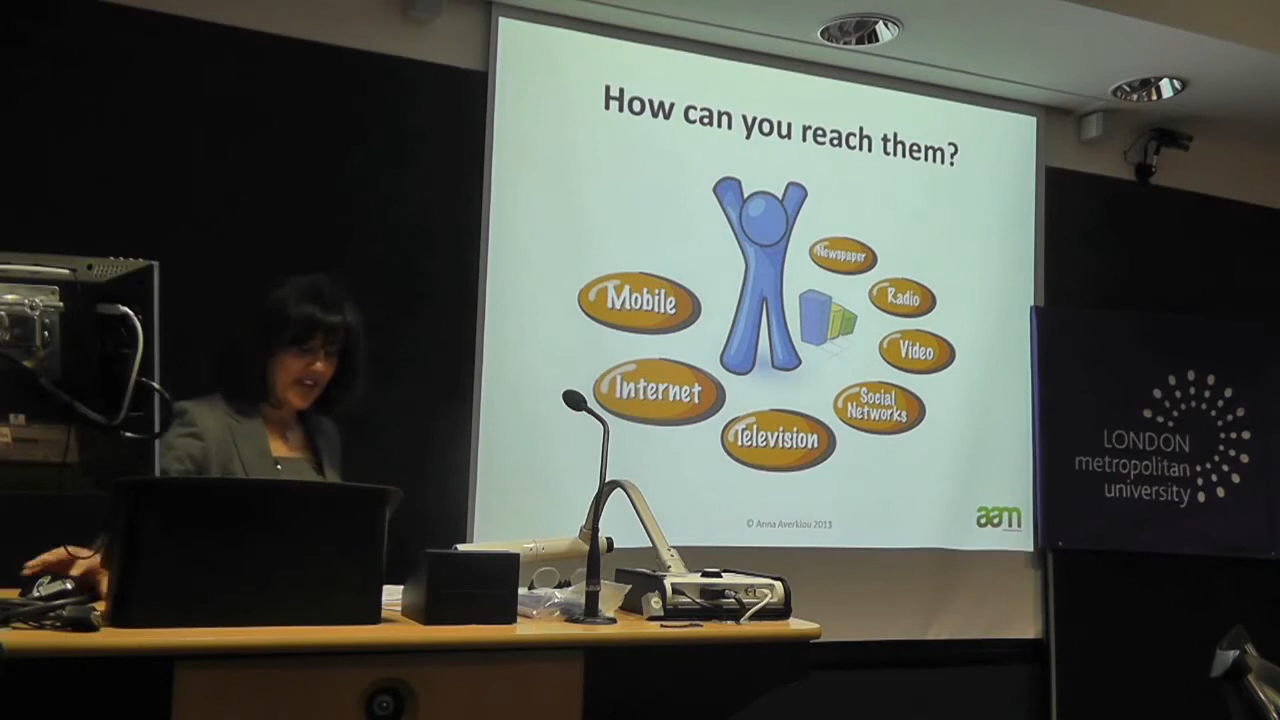 How can you reach them?
Newspaper
Mobile
Radio
Video
Internet
Social
Networks
Television
© Anna Averkiou 2013
aam
LONDON
metropolitan
university